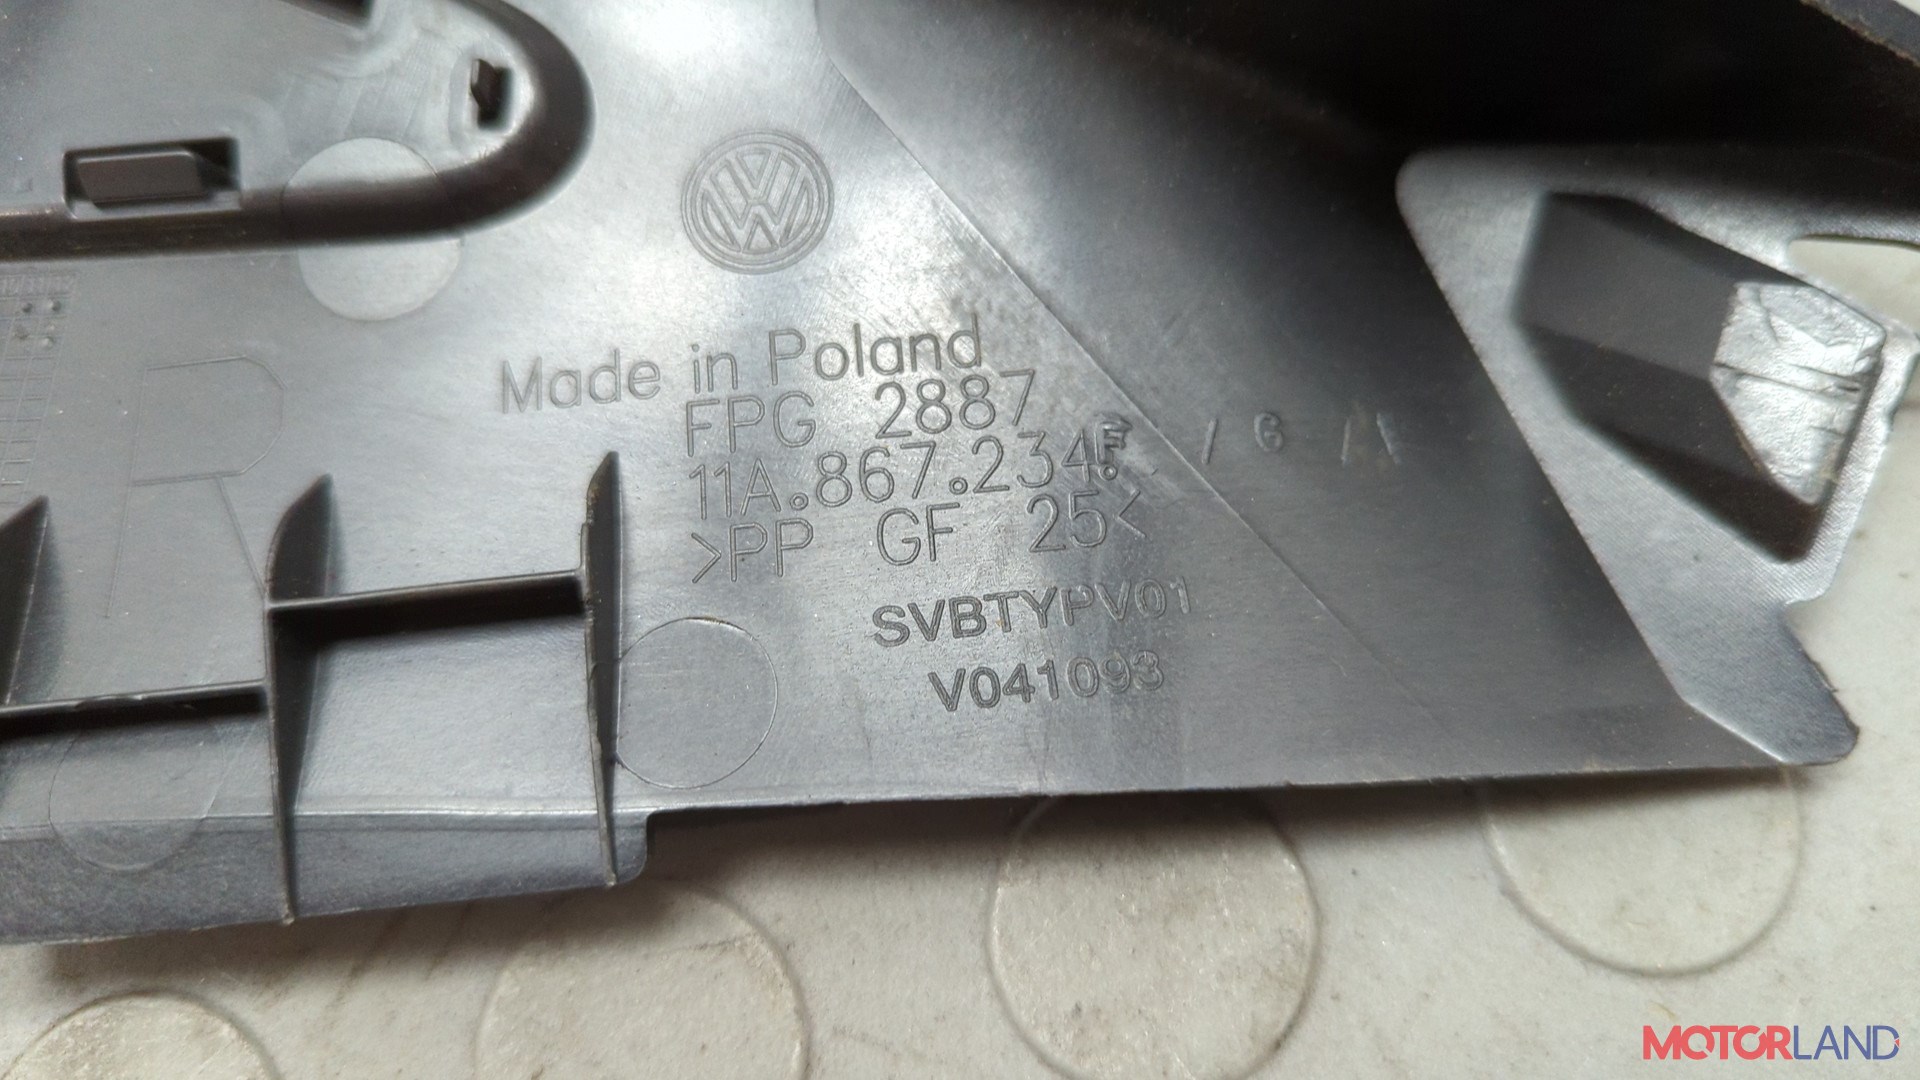 R
Made in Poland
FPG 2887
11A.867.234. / G /
>PP GF 25<
SVBTYPV01
V041093
MOTORLAND